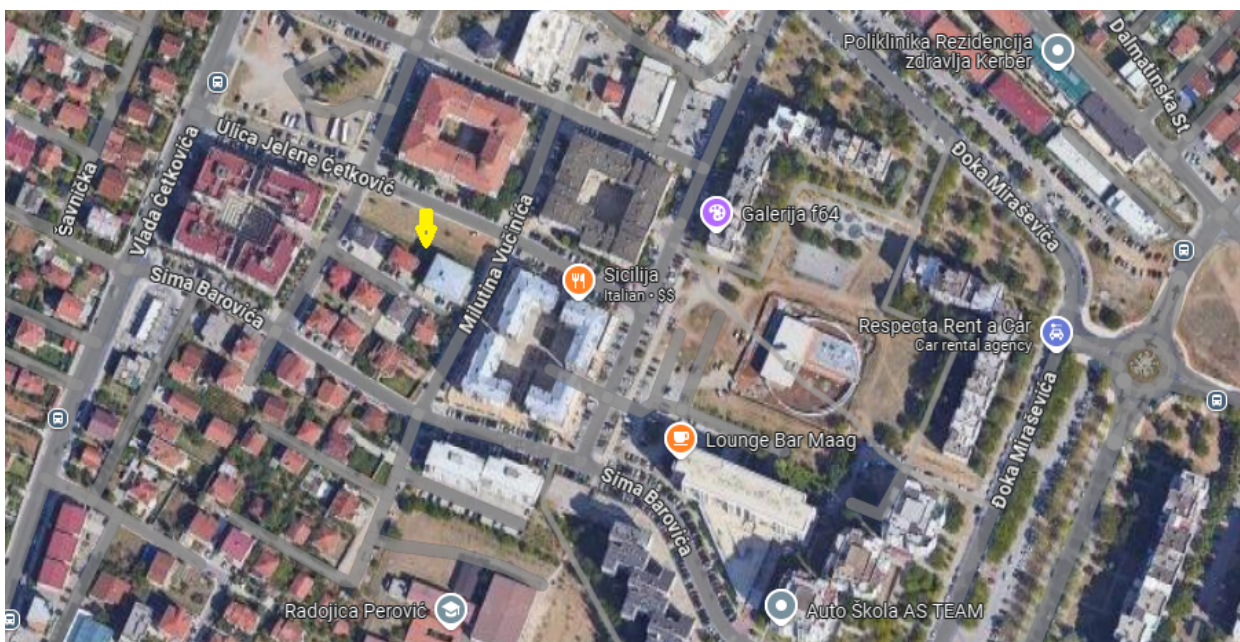 Poliklinika Rezidencija
zdravlja Kerber
Dalmatinska St
Ulica Jelene Ćetković
Đoka Miraševića
Šavnička
Vlada Ćetkovića
Milutina Vučinića
Galerija f64
Sima Barovića
Sicilija
Italian • $$
Respecta Rent a Car
Car rental agency
Lounge Bar Maag
Đoka Miraševića
Sima Barovića
Radojica Perović
Auto Škola AS TEAM